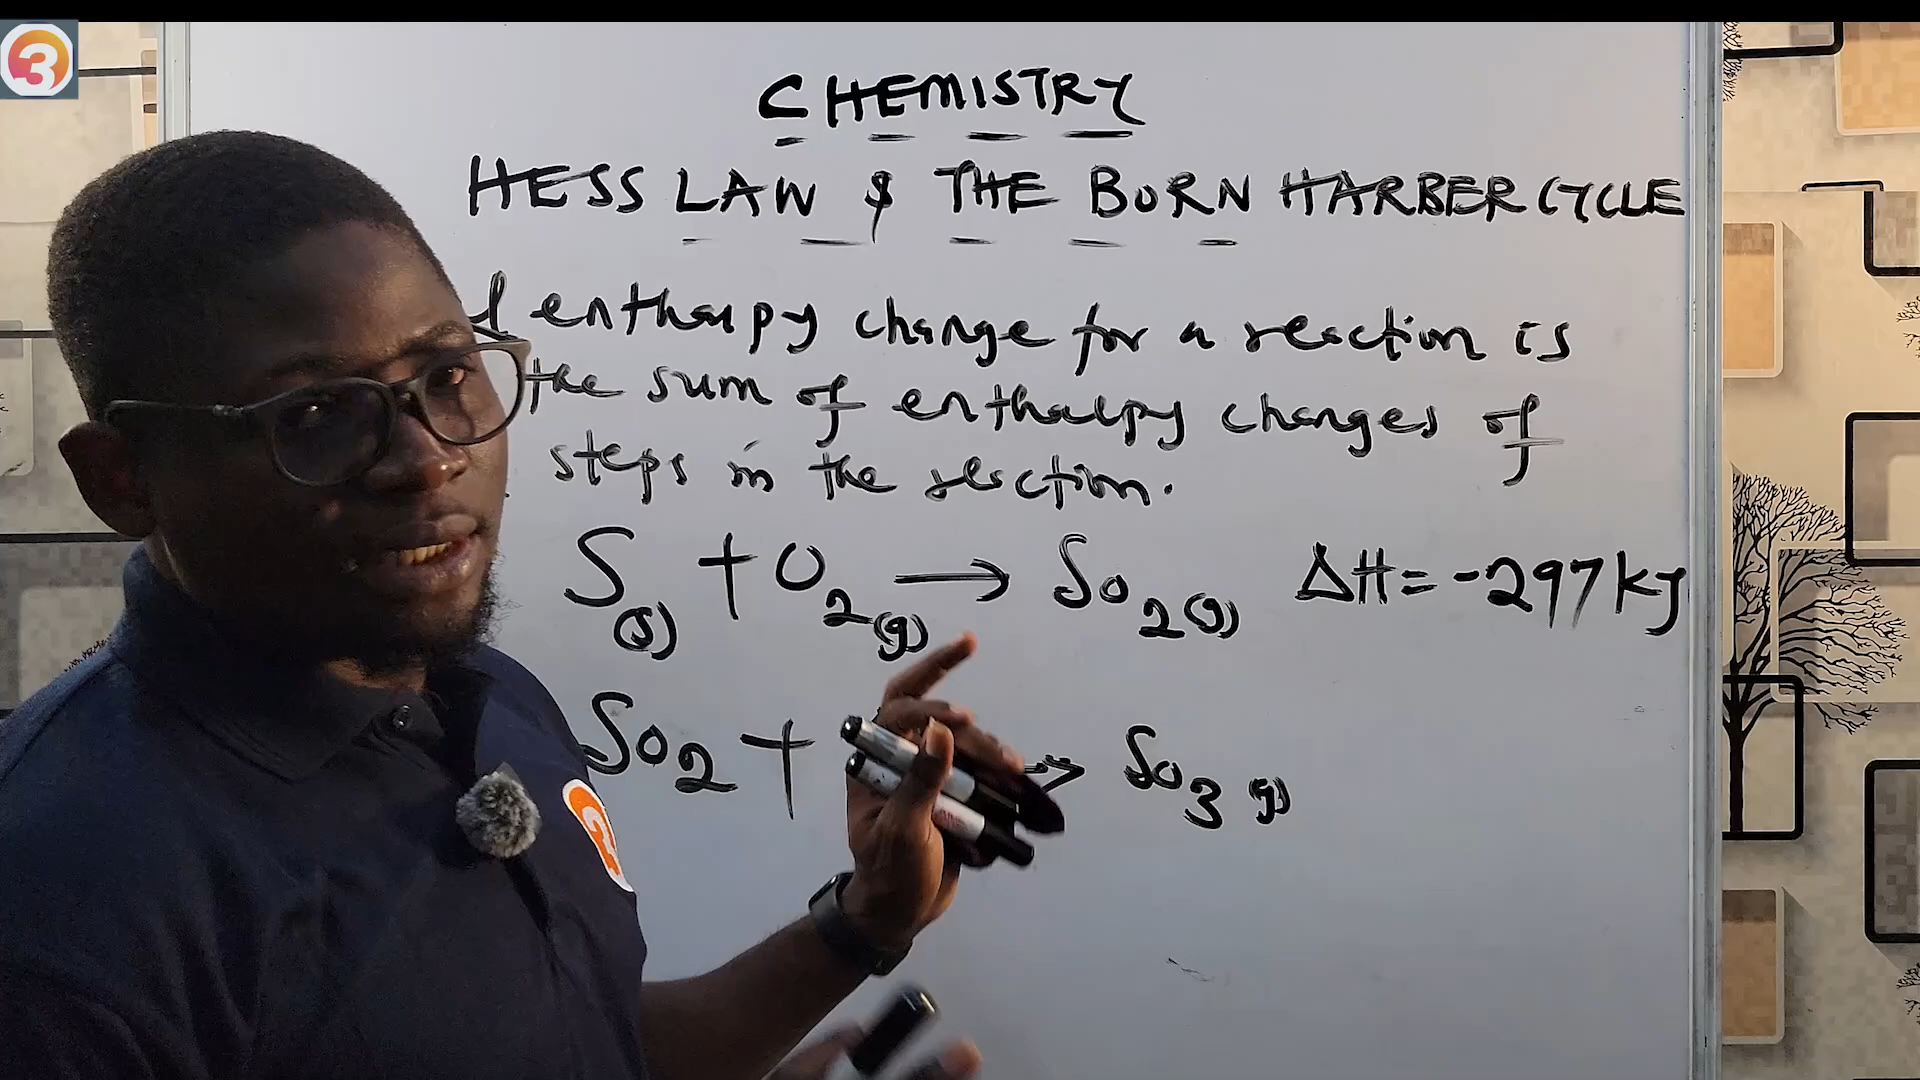 3
CHEMISTRY
HESS LAW & THE BORN HARBER CYCLE
enthalpy change for a reaction is
the sum of enthalpy changes of
steps in the reaction.
S(s) + O2(g) → SO2(g) ΔH = -297kJ
SO2 + → SO3 (g)